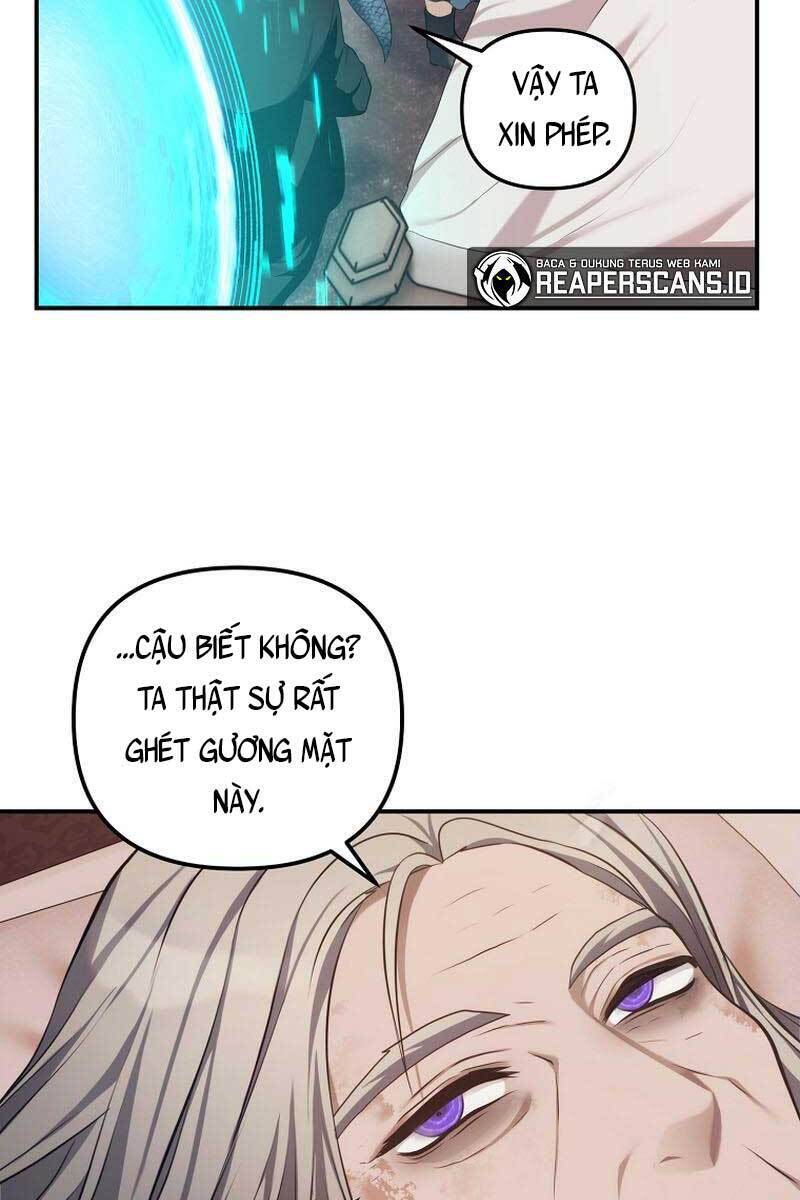 VẬY TA
XIN PHÉP.
BACA & DUKUNG TERUS WEB KAMI
REAPERSCANS.ID
...CẬU BIẾT KHÔNG?
TA THẬT SỰ RẤT
GHÉT GƯƠNG MẶT
NÀY.